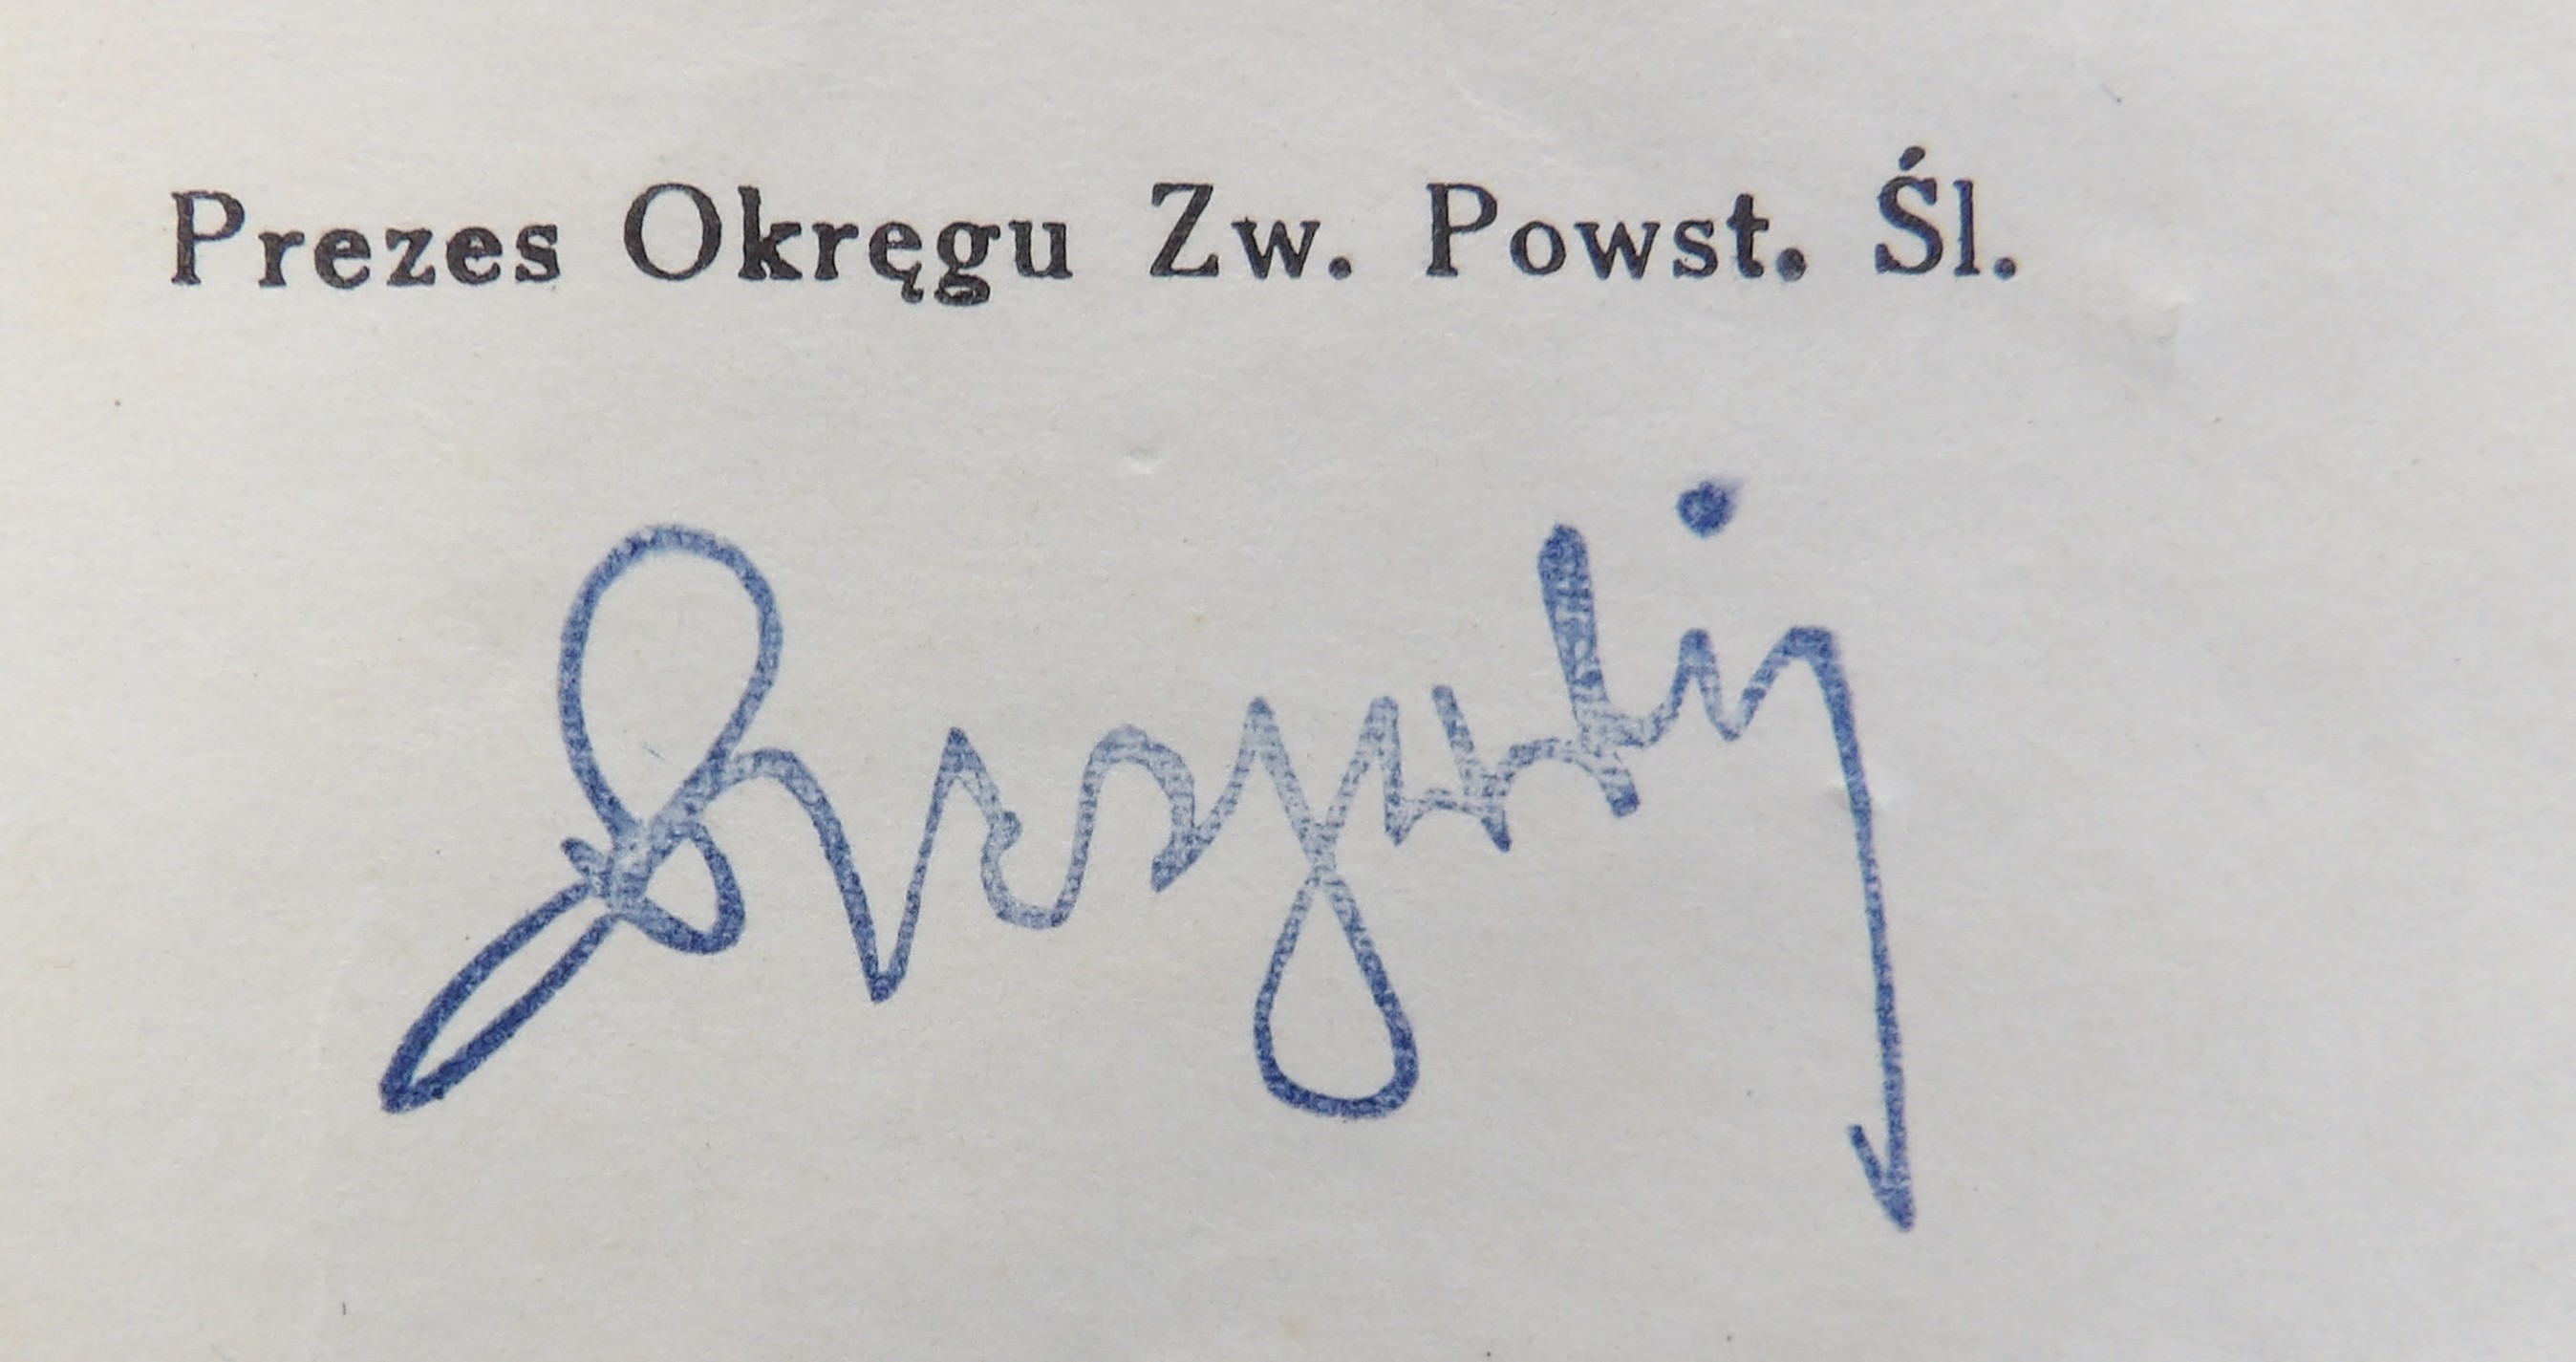 Prezes Okręgu Zw. Powst. Śl.